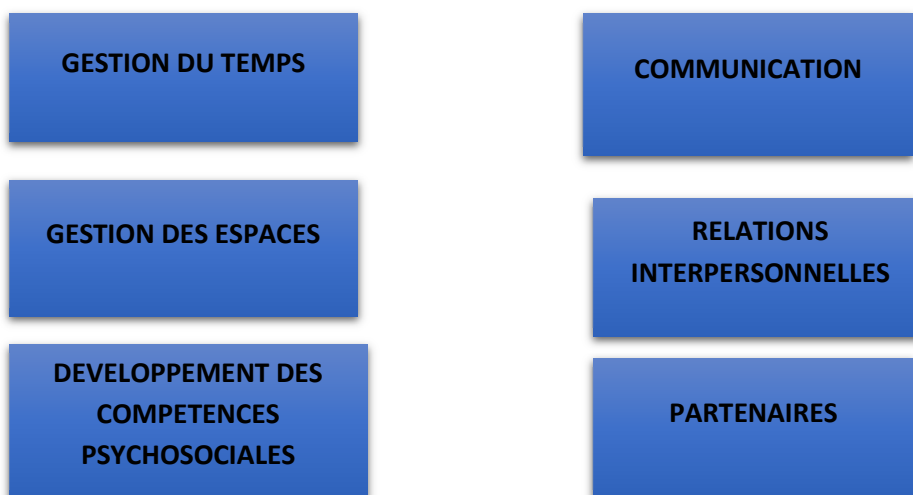 GESTION DU TEMPS
COMMUNICATION
GESTION DES ESPACES
RELATIONS
INTERPERSONNELLES
DEVELOPPEMENT DES
COMPETENCES
PSYCHOSOCIALES
PARTENAIRES